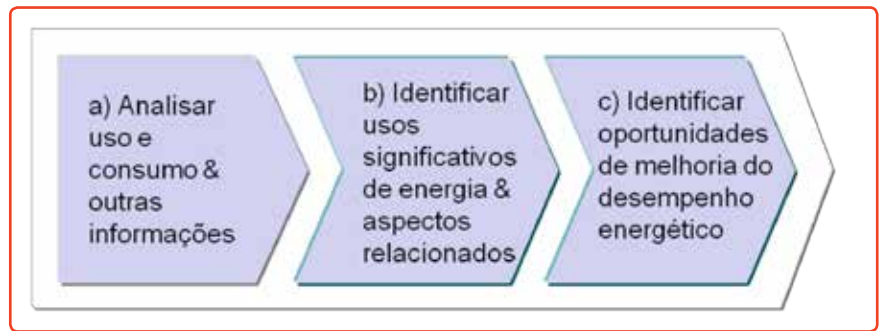 a) Analisar
uso e
consumo &
outras
informações
b) Identificar
usos
significativos
de energia &
aspectos
relacionados
c) Identificar
oportunidades
de melhoria do
desempenho
energético